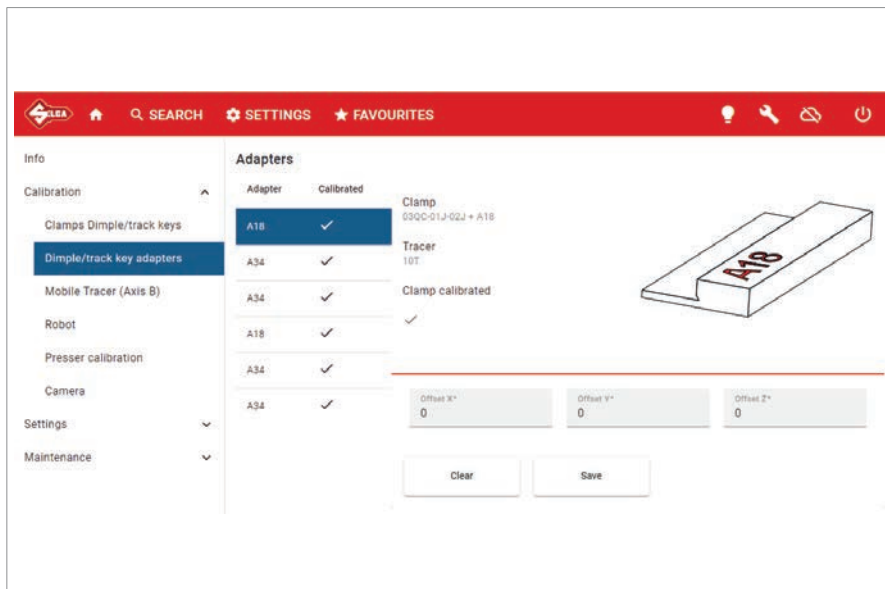 SILCA
SEARCH SETTINGS FAVOURITES
Info
Calibration
Clamps Dimple/track keys
Dimple/track key adapters
Mobile Tracer (Axis B)
Robot
Presser calibration
Camera
Settings
Maintenance
Adapters
Adapter Calibrated
A18
A34
A34
A18
A34
A34
Clamp
03QC-01J-02J + A18
Tracer
10T
Clamp calibrated
A18
Offset X*
0
Offset Y*
0
Offset Z*
0
Clear
Save